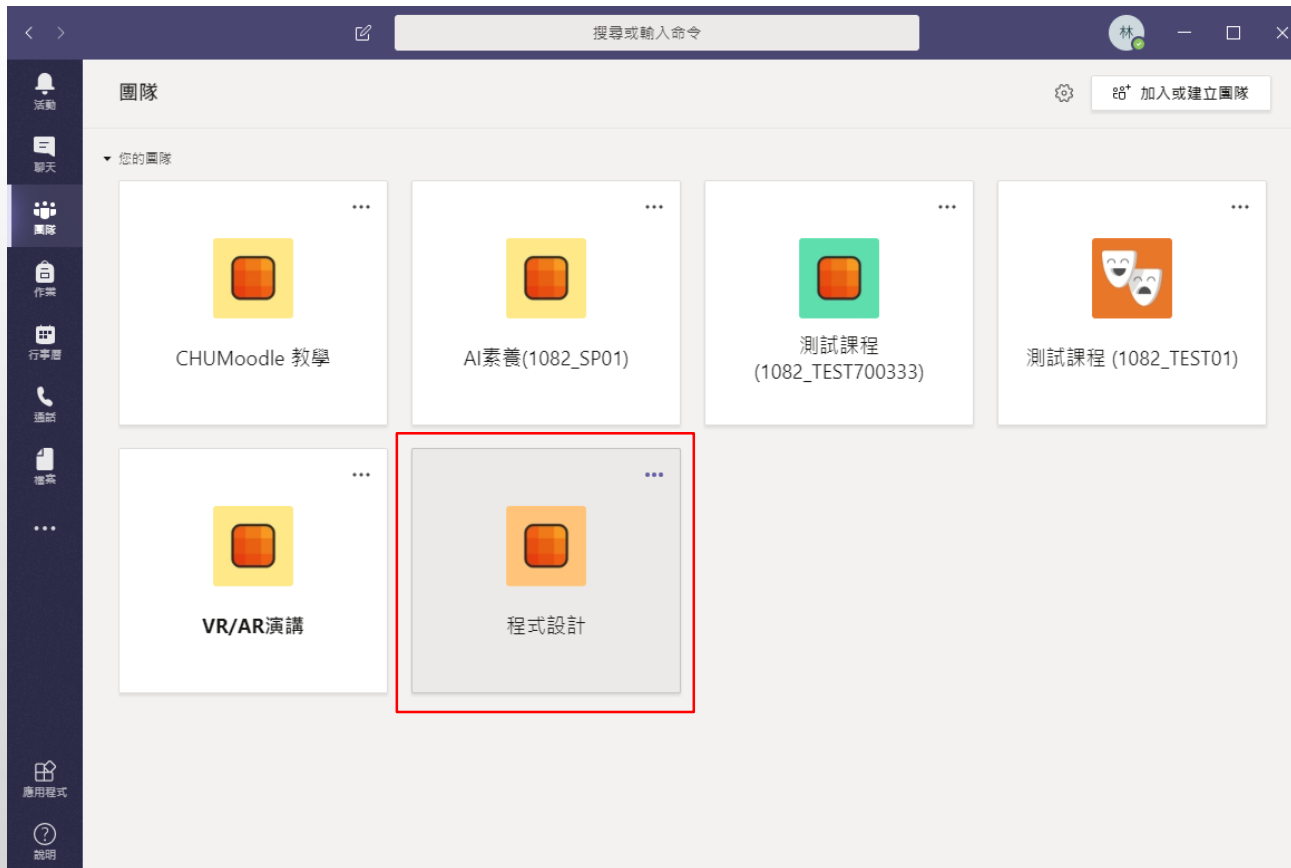 搜尋或輸入命令
林
活動
聊天
團隊
作業
行事曆
通話
檔案
應用程式
說明
團隊
加入或建立團隊
您的團隊
CHUMoodle 教學
AI素養(1082_SP01)
測試課程
(1082_TEST700333)
測試課程 (1082_TEST01)
VR/AR演講
程式設計